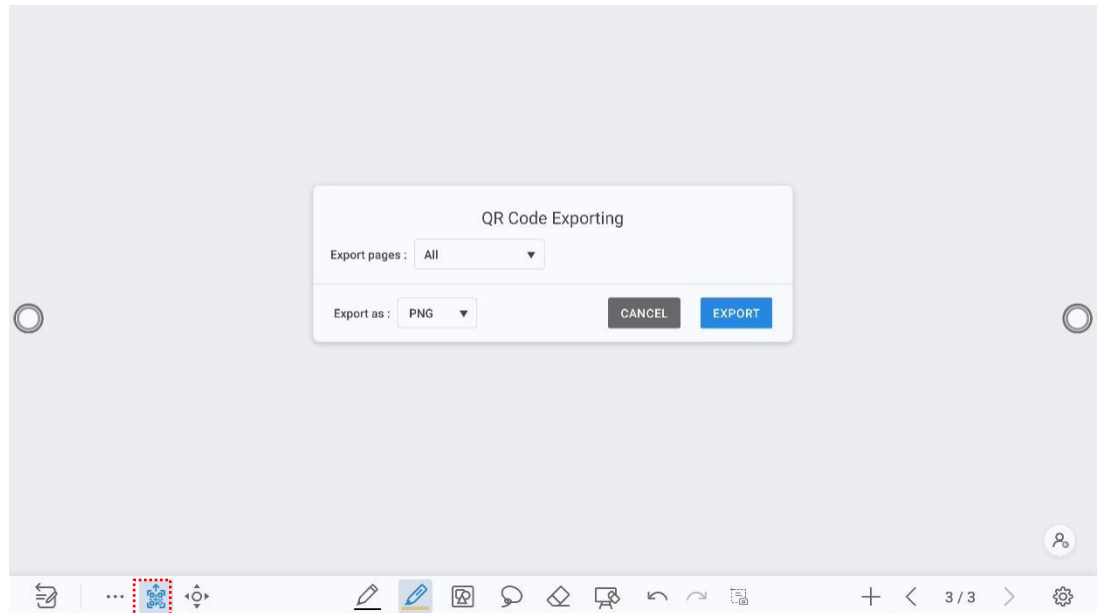 QR Code Exporting
Export pages : All
Export as : PNG CANCEL EXPORT
3 / 3